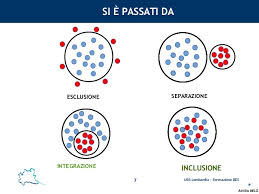 SI È PASSATI DA
ESCLUSIONE
SEPARAZIONE
INTEGRAZIONE
INCLUSIONE
3
USR Lombardia - Formazione BES